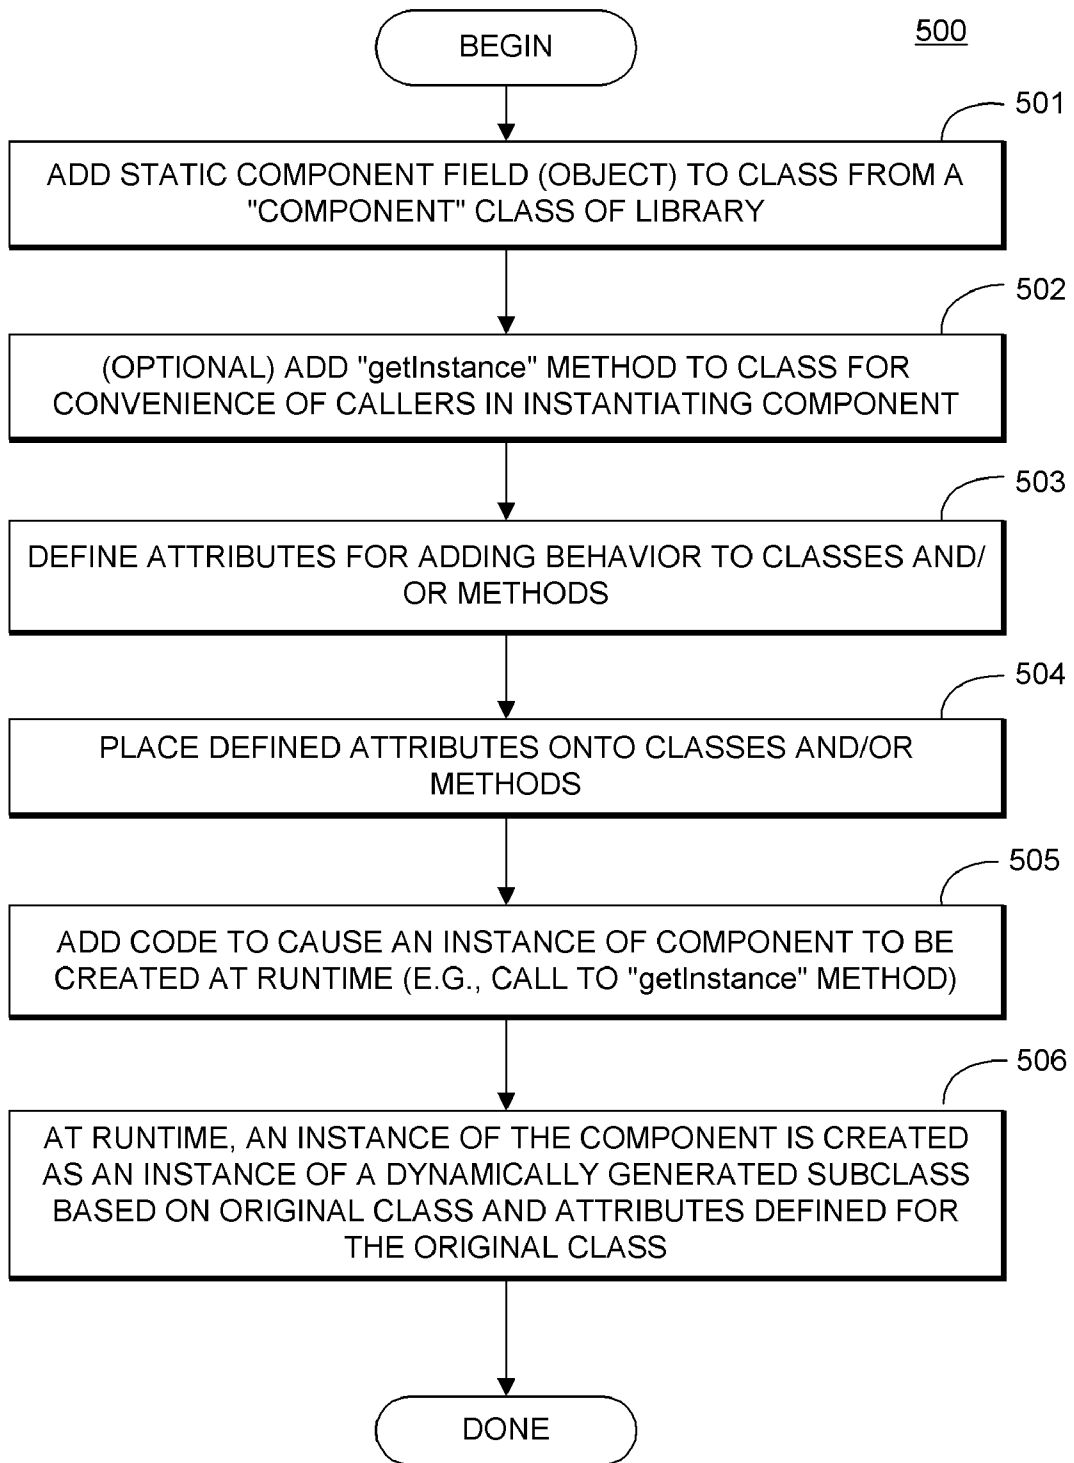 BEGIN
500
501
ADD STATIC COMPONENT FIELD (OBJECT) TO CLASS FROM A
"COMPONENT" CLASS OF LIBRARY
502
(OPTIONAL) ADD "getInstance" METHOD TO CLASS FOR
CONVENIENCE OF CALLERS IN INSTANTIATING COMPONENT
503
DEFINE ATTRIBUTES FOR ADDING BEHAVIOR TO CLASSES AND/
OR METHODS
504
PLACE DEFINED ATTRIBUTES ONTO CLASSES AND/OR
METHODS
505
ADD CODE TO CAUSE AN INSTANCE OF COMPONENT TO BE
CREATED AT RUNTIME (E.G., CALL TO "getInstance" METHOD)
506
AT RUNTIME, AN INSTANCE OF THE COMPONENT IS CREATED
AS AN INSTANCE OF A DYNAMICALLY GENERATED SUBCLASS
BASED ON ORIGINAL CLASS AND ATTRIBUTES DEFINED FOR
THE ORIGINAL CLASS
DONE